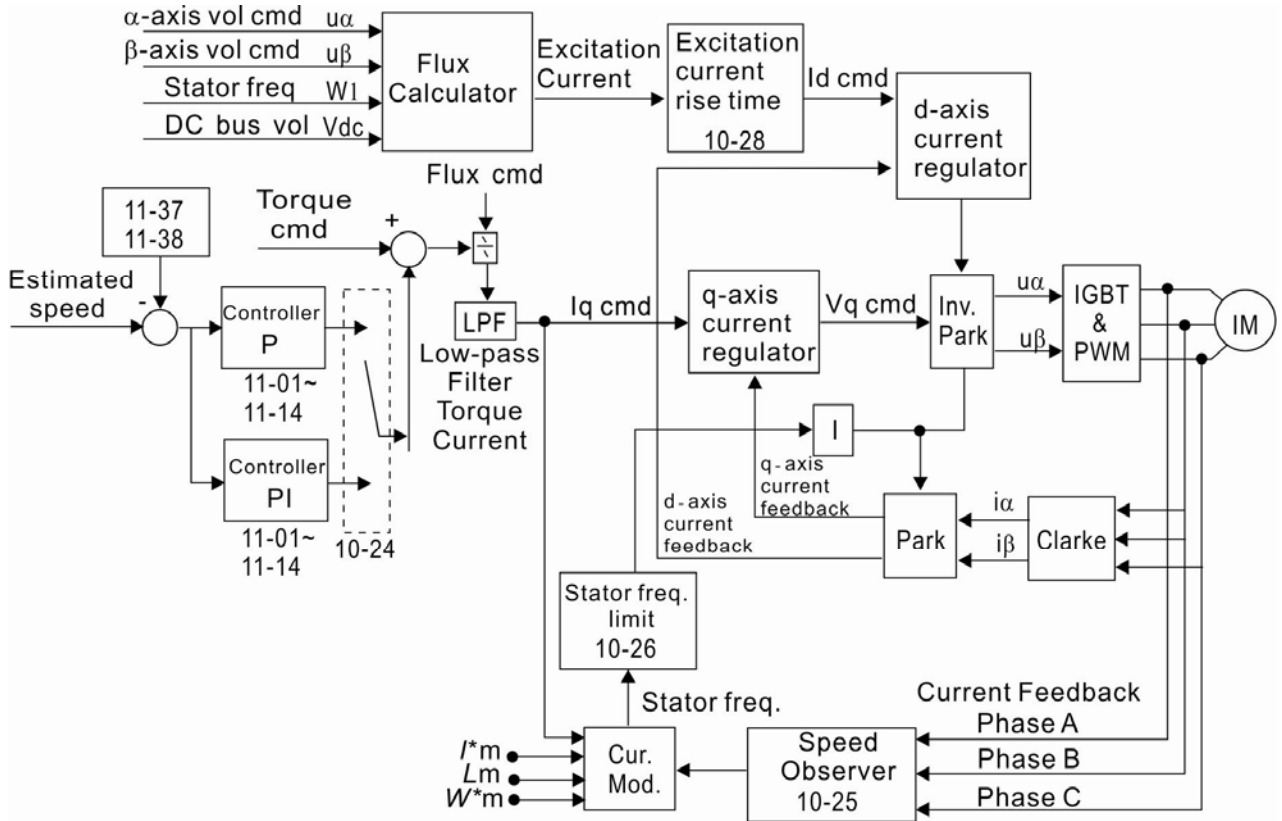 α-axis vol cmd uα
β-axis vol cmd uβ
Stator freq W1
DC bus vol Vdc
Flux
Calculator
Excitation
Current
Excitation
current
rise time
10-28
Id cmd
d-axis
current
regulator
Flux cmd
11-37
11-38
Torque
cmd
+
Estimated
speed
-
Controller
P
11-01~
11-14
Controller
PI
11-01~
11-14
10-24
÷
LPF
Low-pass
Filter
Torque
Current
Iq cmd
q-axis
current
regulator
Vq cmd
Inv.
Park
uα
uβ
IGBT
&
PWM
IM
I
q-axis
current
feedback
d-axis
current
feedback
Park
iα
iβ
Clarke
Stator freq.
limit
10-26
Stator freq.
I*m
Lm
W*m
Cur.
Mod.
Speed
Observer
10-25
Current Feedback
Phase A
Phase B
Phase C